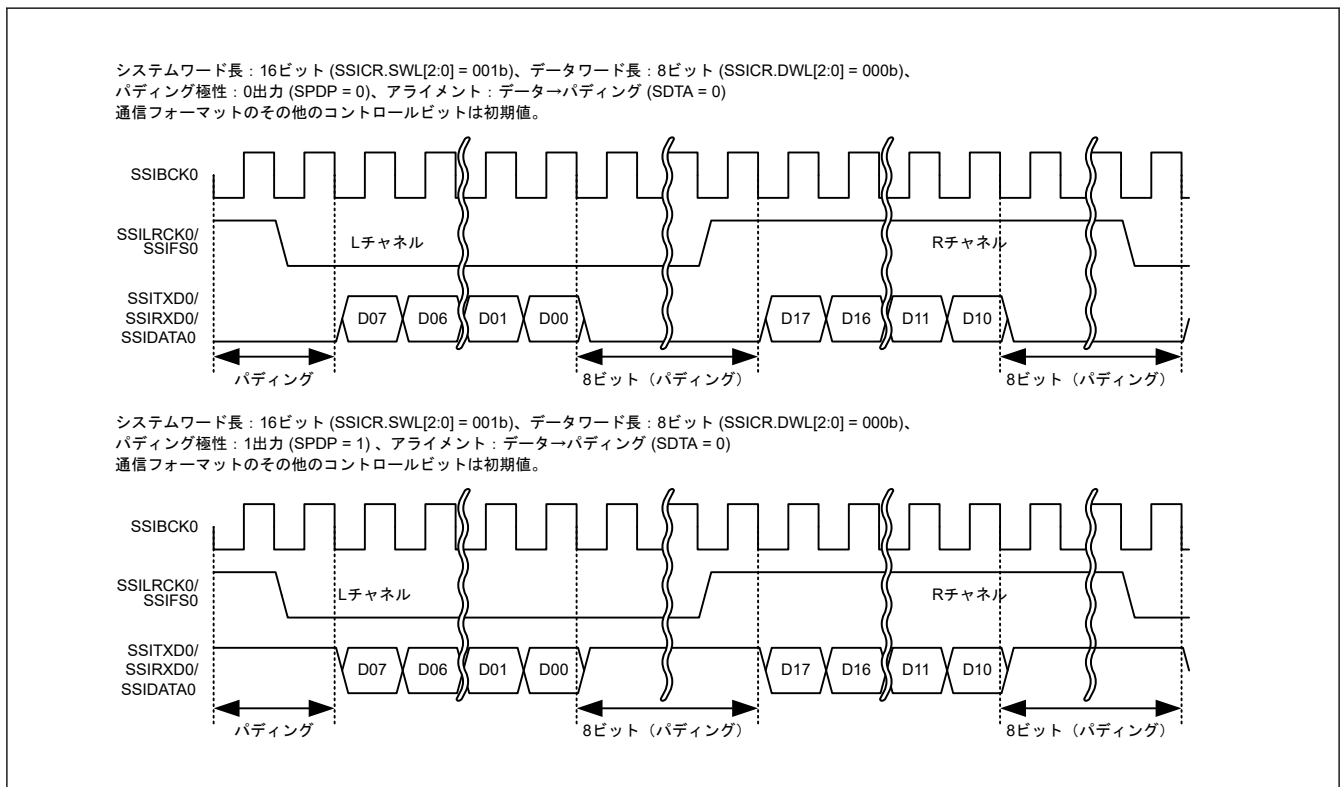 システムワード長：16ビット (SSICR.SWL[2:0] = 001b)、データワード長：8ビット (SSICR.DWL[2:0] = 000b)、
パディング極性：0出力 (SPDP = 0)、アライメント：データ→パディング (SDTA = 0)
通信フォーマットのその他のコントロールビットは初期値。
SSIBCK0
SSILRCK0/
SSIFS0
Lチャネル
Rチャネル
SSITXD0/
SSIRXD0/
SSIDATA0
D07 D06 D01 D00 D17 D16 D11 D10
パディング 8ビット（パディング） 8ビット（パディング）
システムワード長：16ビット (SSICR.SWL[2:0] = 001b)、データワード長：8ビット (SSICR.DWL[2:0] = 000b)、
パディング極性：1出力 (SPDP = 1) 、アライメント：データ→パディング (SDTA = 0)
通信フォーマットのその他のコントロールビットは初期値。
SSIBCK0
SSILRCK0/
SSIFS0
Lチャネル
Rチャネル
SSITXD0/
SSIRXD0/
SSIDATA0
D07 D06 D01 D00 D17 D16 D11 D10
パディング 8ビット（パディング） 8ビット（パディング）